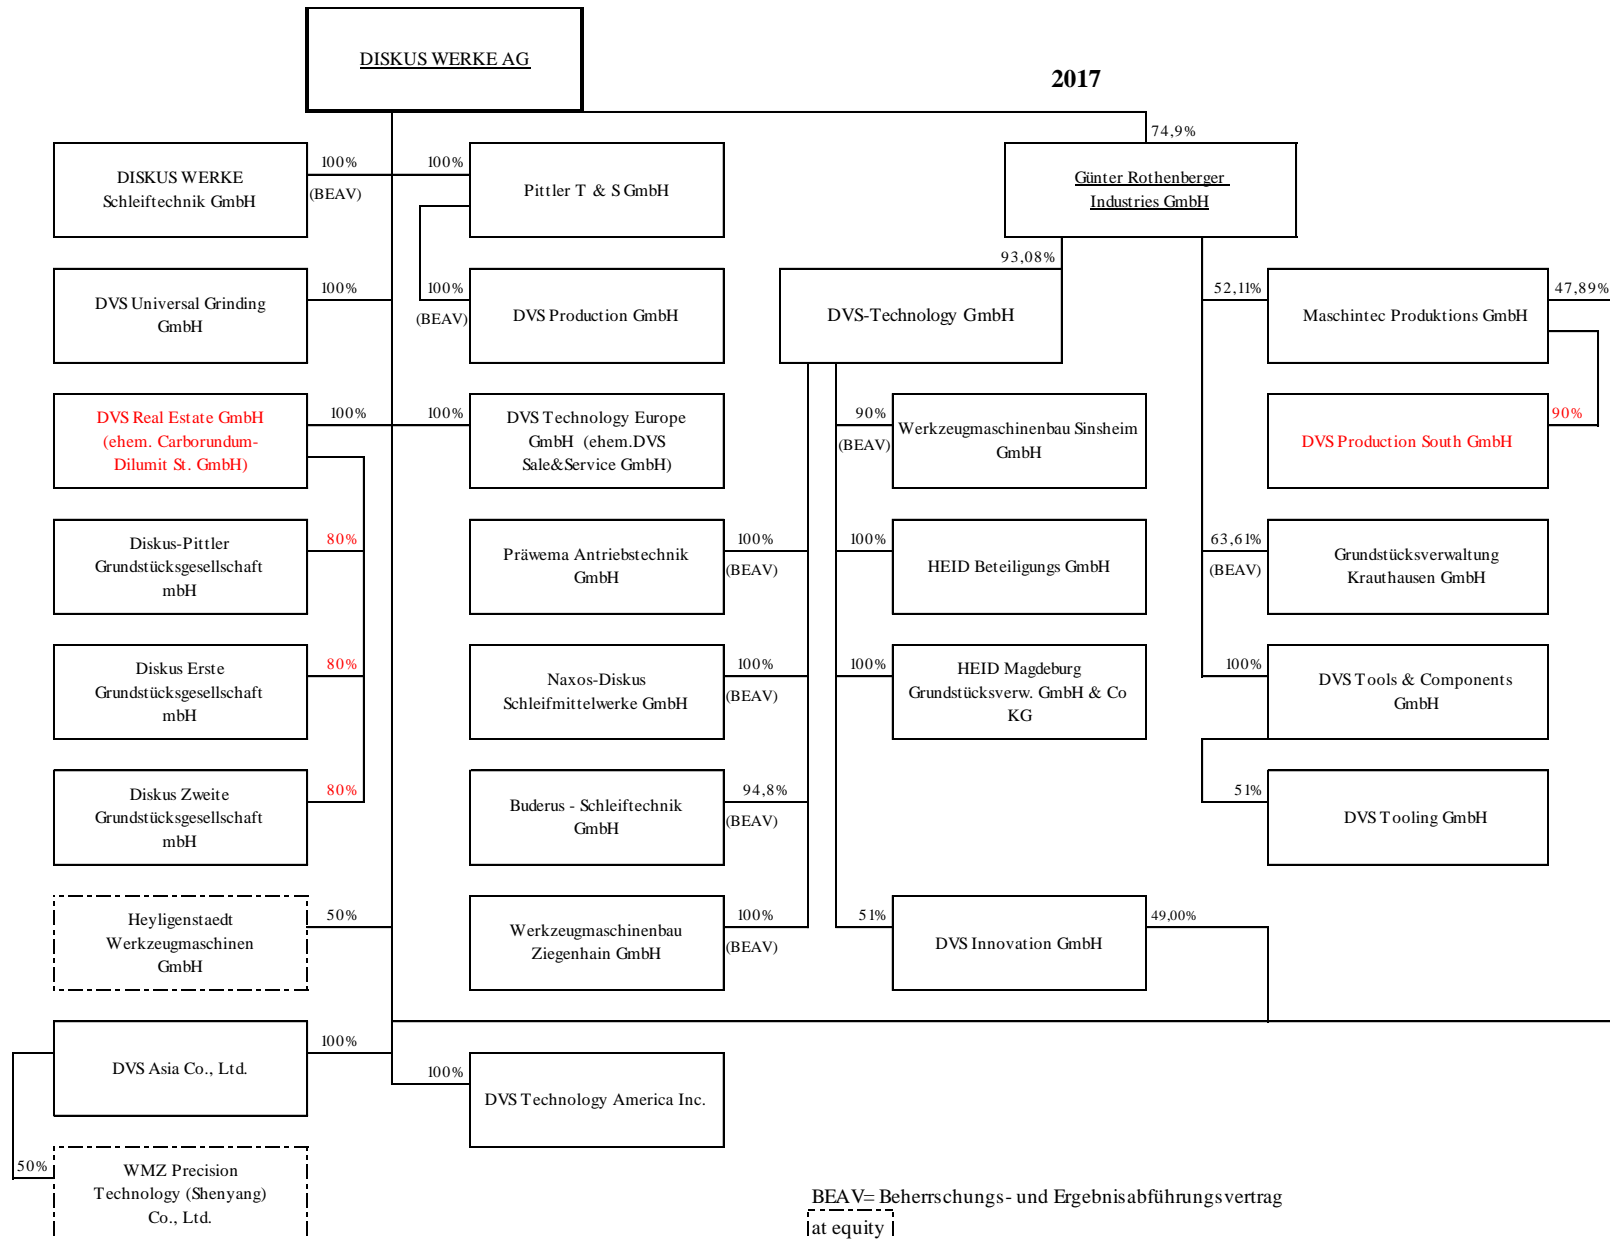 DISKUS WERKE AG
2017
74,9%
DISKUS WERKE
Schleiftechnik GmbH
100%
(BEAV)
100%
Pittler T & S GmbH
Günter Rothenberger
Industries GmbH
93,08%
DVS Universal Grinding
GmbH
100%
100%
(BEAV)
DVS Production GmbH
DVS-Technology GmbH
52,11%
Maschintec Produktions GmbH
47,89%
DVS Real Estate GmbH
(ehem. Carborundum-
Dilumit St. GmbH)
100%
100%
DVS Technology Europe
GmbH (ehem.DVS
Sale&Service GmbH)
90%
(BEAV)
Werkzeugmaschinenbau Sinsheim
GmbH
DVS Production South GmbH
90%
Diskus-Pittler
Grundstücksgesellschaft
mbH
80%
Präwema Antriebstechnik
GmbH
100%
(BEAV)
100%
HEID Beteiligungs GmbH
63,61%
(BEAV)
Grundstücksverwaltung
Krauthausen GmbH
Diskus Erste
Grundstücksgesellschaft
mbH
80%
Naxos-Diskus
Schleifmittelwerke GmbH
100%
(BEAV)
100%
HEID Magdeburg
Grundstücksverw. GmbH & Co
KG
100%
DVS Tools & Components
GmbH
Diskus Zweite
Grundstücksgesellschaft
mbH
80%
Buderus - Schleiftechnik
GmbH
94,8%
(BEAV)
51%
DVS Tooling GmbH
Heyligenstaedt
Werkzeugmaschinen
GmbH
50%
Werkzeugmaschinenbau
Ziegenhain GmbH
100%
(BEAV)
51%
DVS Innovation GmbH
49,00%
DVS Asia Co., Ltd.
100%
100%
DVS Technology America Inc.
50%
WMZ Precision
Technology (Shenyang)
Co., Ltd.
BEAV= Beherrschungs- und Ergebnisabführungsvertrag
at equity